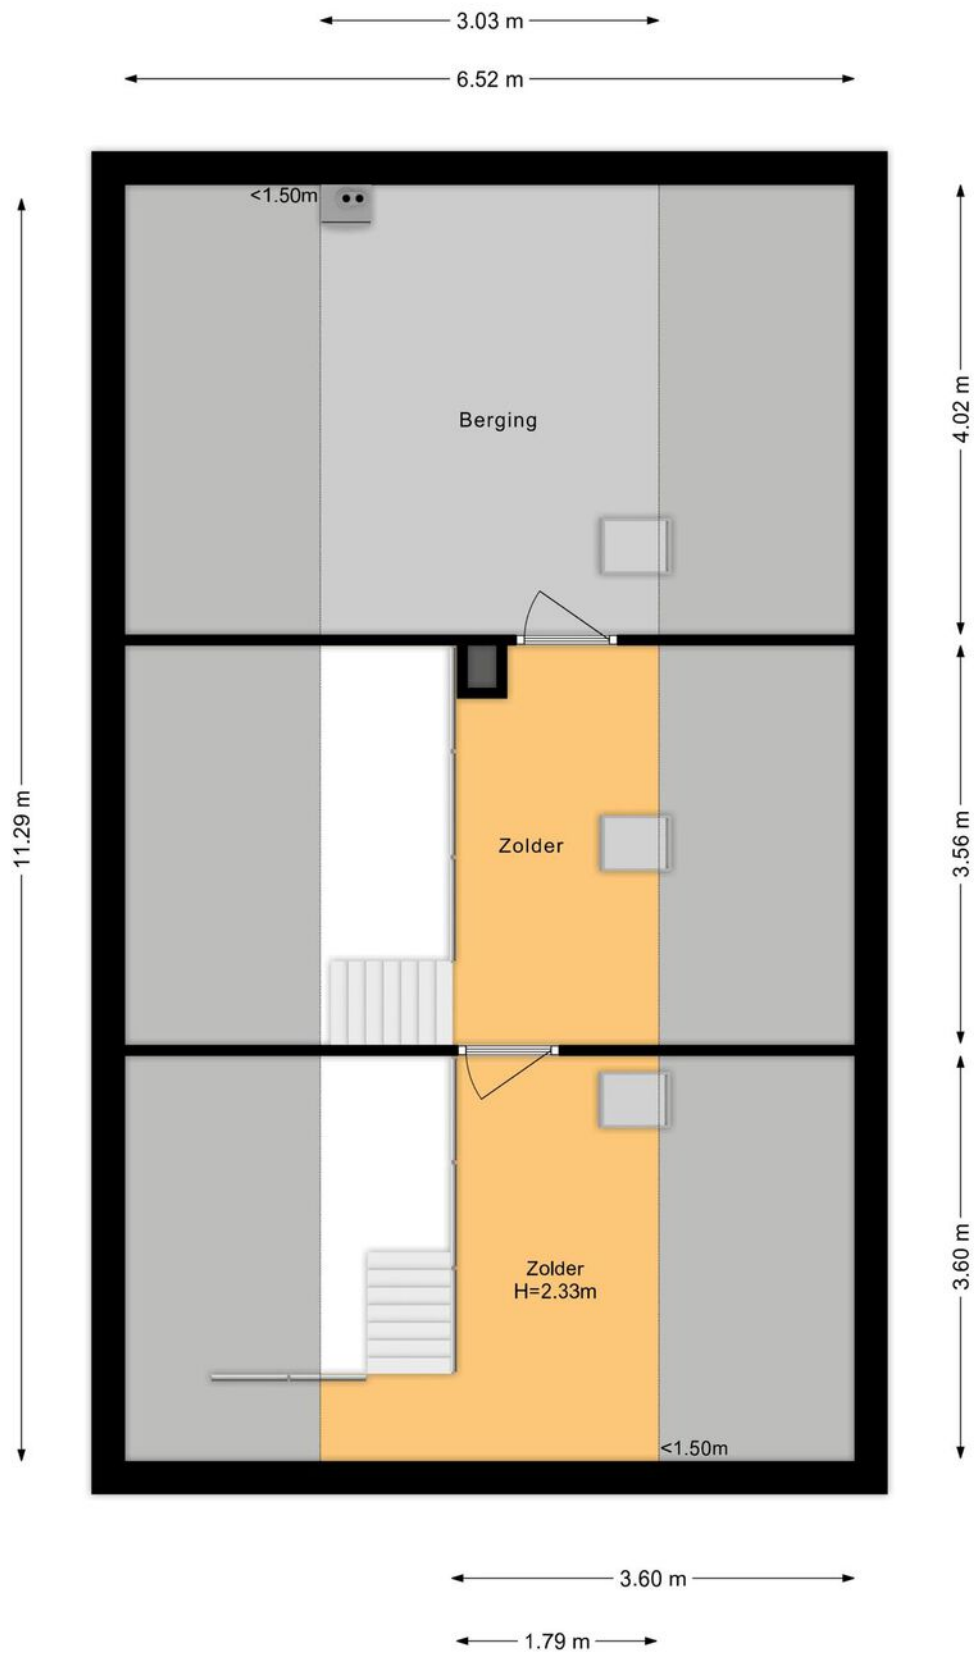 3.03 m
6.52 m
<1.50m
4.02 m
Berging
11.29 m
Zolder
3.56 m
Zolder
H=2.33m
3.60 m
<1.50m
3.60 m
1.79 m